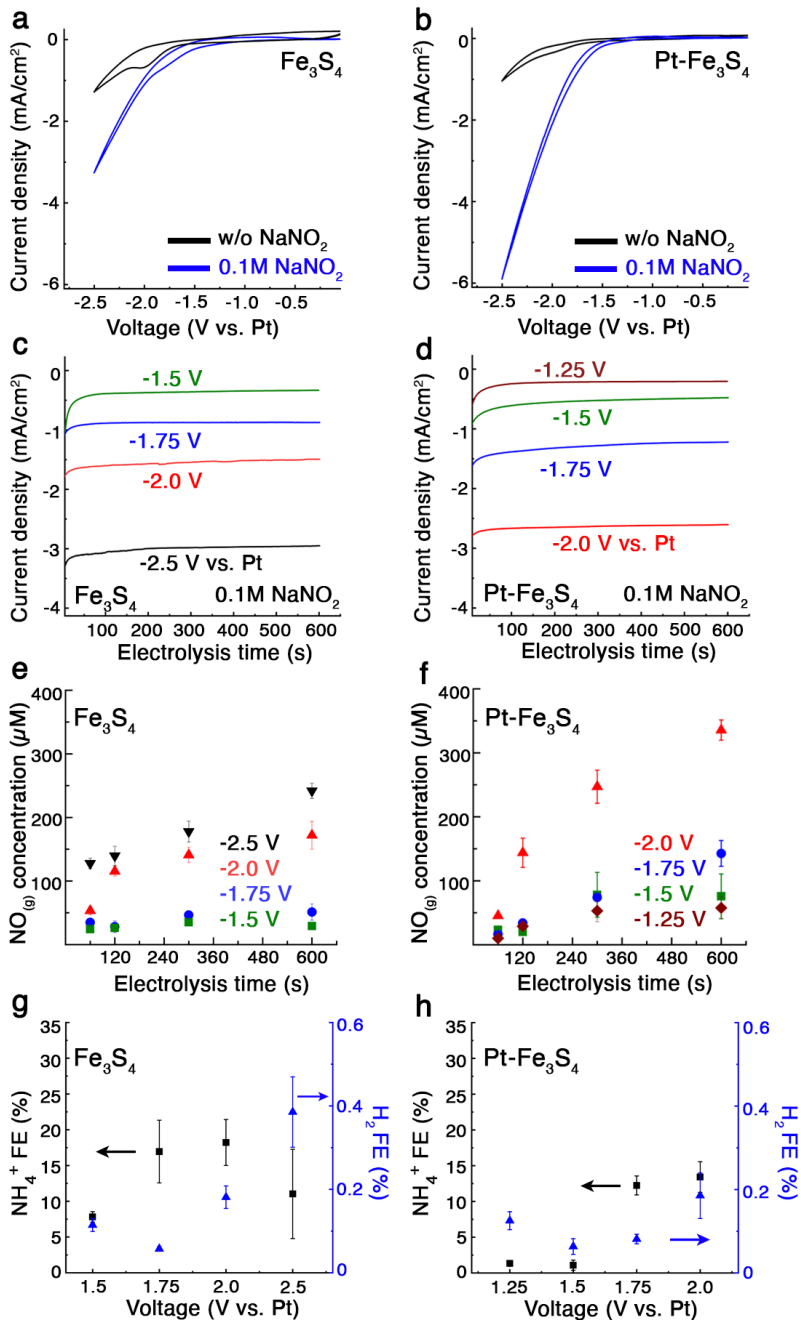 a
b
Current density (mA/cm²)
0
-2
-4
-6
Fe₃S₄
w/o NaNO₂
0.1M NaNO₂
-2.5 -2.0 -1.5 -1.0 -0.5
Voltage (V vs. Pt)
Current density (mA/cm²)
0
-2
-4
-6
Pt-Fe₃S₄
w/o NaNO₂
0.1M NaNO₂
-2.5 -2.0 -1.5 -1.0 -0.5
Voltage (V vs. Pt)
c
d
Current density (mA/cm²)
0
-1
-2
-3
-4
-1.5 V
-1.75 V
-2.0 V
-2.5 V vs. Pt
Fe₃S₄ 0.1M NaNO₂
100 200 300 400 500 600
Electrolysis time (s)
Current density (mA/cm²)
0
-1
-2
-3
-4
-1.25 V
-1.5 V
-1.75 V
-2.0 V vs. Pt
Pt-Fe₃S₄ 0.1M NaNO₂
100 200 300 400 500 600
Electrolysis time (s)
e
f
NO₍g₎ concentration (µM)
400
300
200
100
Fe₃S₄
-2.5 V
-2.0 V
-1.75 V
-1.5 V
0 120 240 360 480 600
Electrolysis time (s)
NO₍g₎ concentration (µM)
400
300
200
100
Pt-Fe₃S₄
-2.0 V
-1.75 V
-1.5 V
-1.25 V
0 120 240 360 480 600
Electrolysis time (s)
g
h
NH₄⁺ FE (%)
35
30
25
20
15
10
5
0
Fe₃S₄
0.6
0.4
0.2
0
H₂ FE (%)
1.5 1.75 2.0 2.5
Voltage (V vs. Pt)
NH₄⁺ FE (%)
35
30
25
20
15
10
5
0
Pt-Fe₃S₄
0.6
0.4
0.2
0
H₂ FE (%)
1.25 1.5 1.75 2.0
Voltage (V vs. Pt)